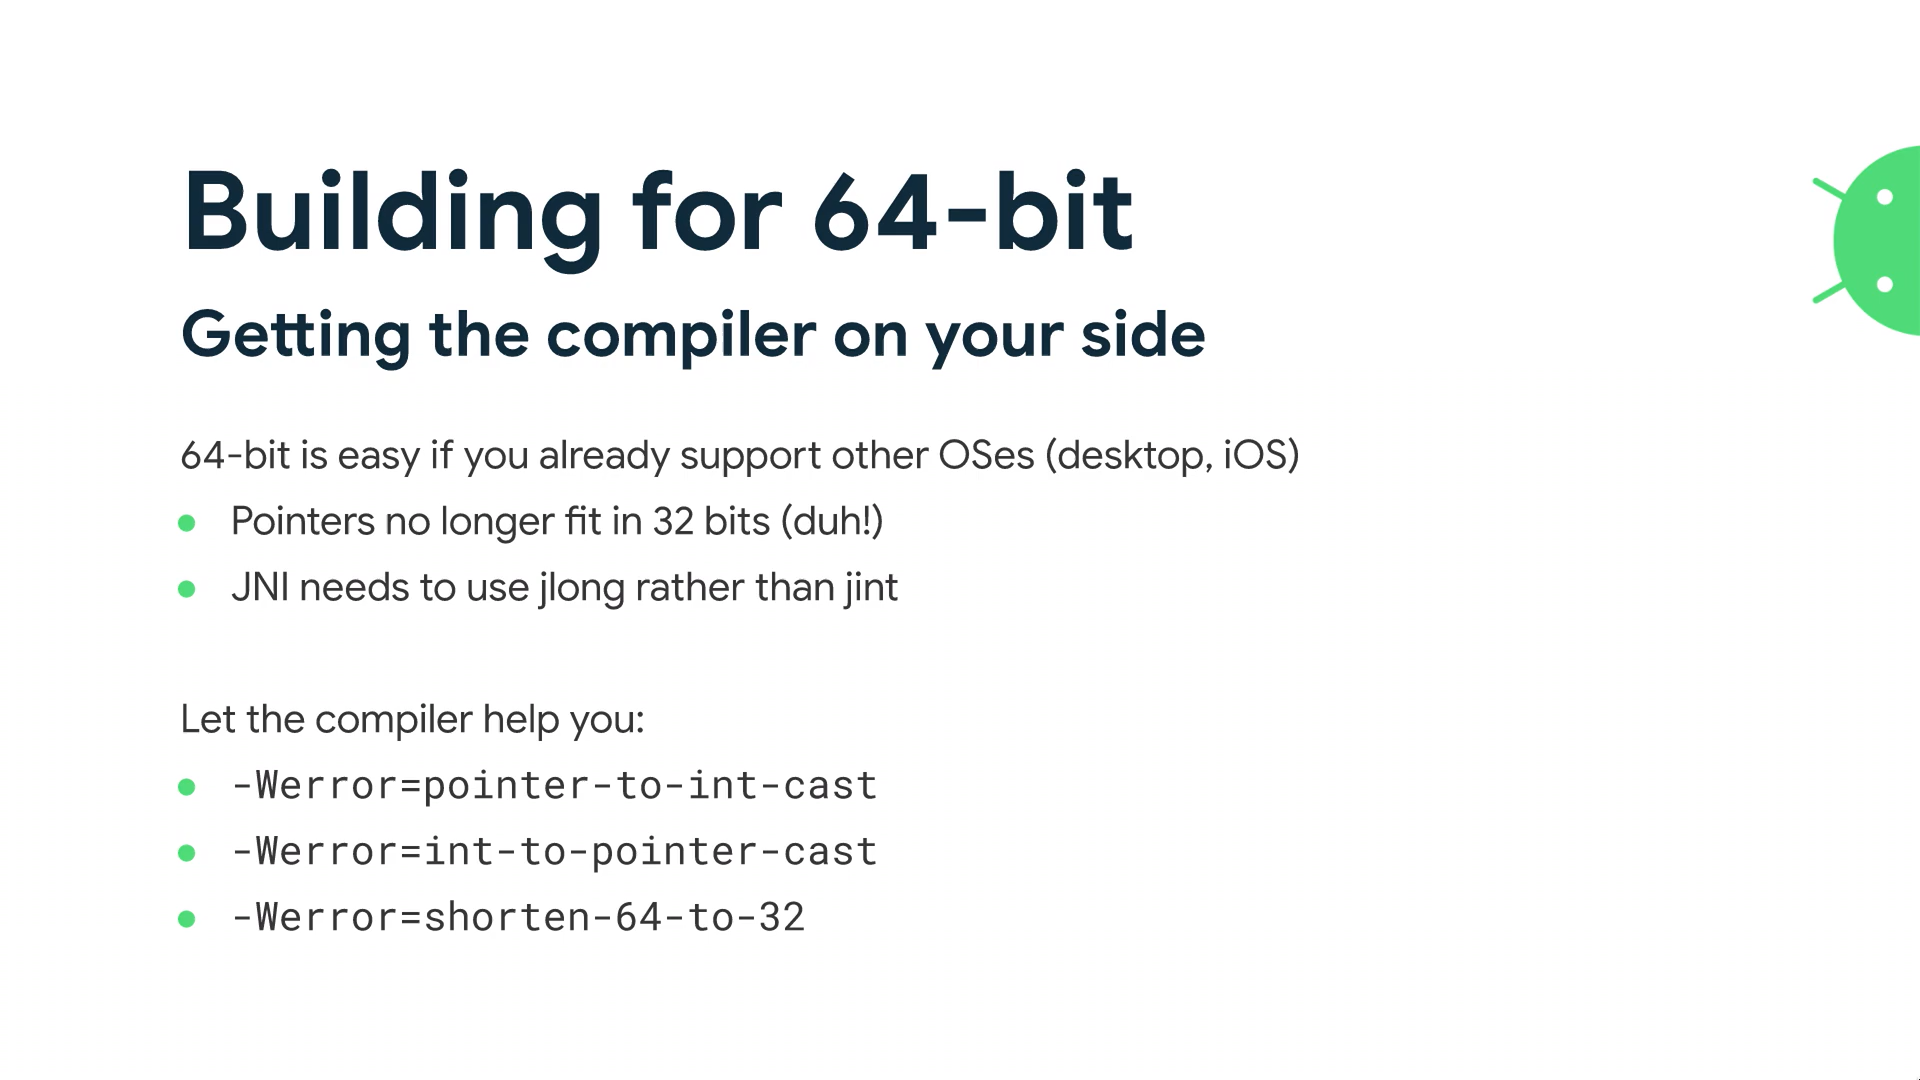 Building for 64-bit
Getting the compiler on your side
64-bit is easy if you already support other OSes (desktop, iOS)
Pointers no longer fit in 32 bits (duh!)
JNI needs to use jlong rather than jint
Let the compiler help you:
-Werror=pointer-to-int-cast
-Werror=int-to-pointer-cast
-Werror=shorten-64-to-32